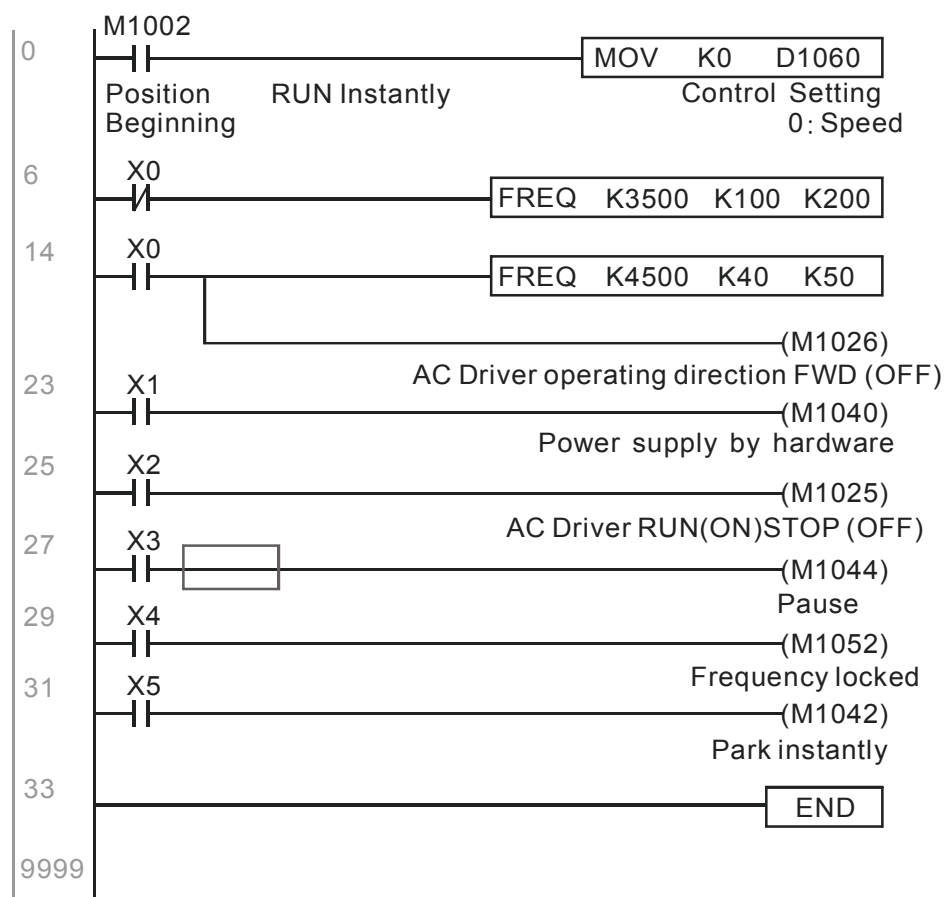 M1002
0
MOV K0 D1060
Position RUN Instantly Control Setting
Beginning 0: Speed
6
X0
FREQ K3500 K100 K200
14
X0
FREQ K4500 K40 K50
(M1026)
AC Driver operating direction FWD (OFF)
23
X1
(M1040)
Power supply by hardware
25
X2
(M1025)
AC Driver RUN(ON)STOP (OFF)
27
X3
(M1044)
Pause
29
X4
(M1052)
Frequency locked
31
X5
(M1042)
Park instantly
33
END
9999